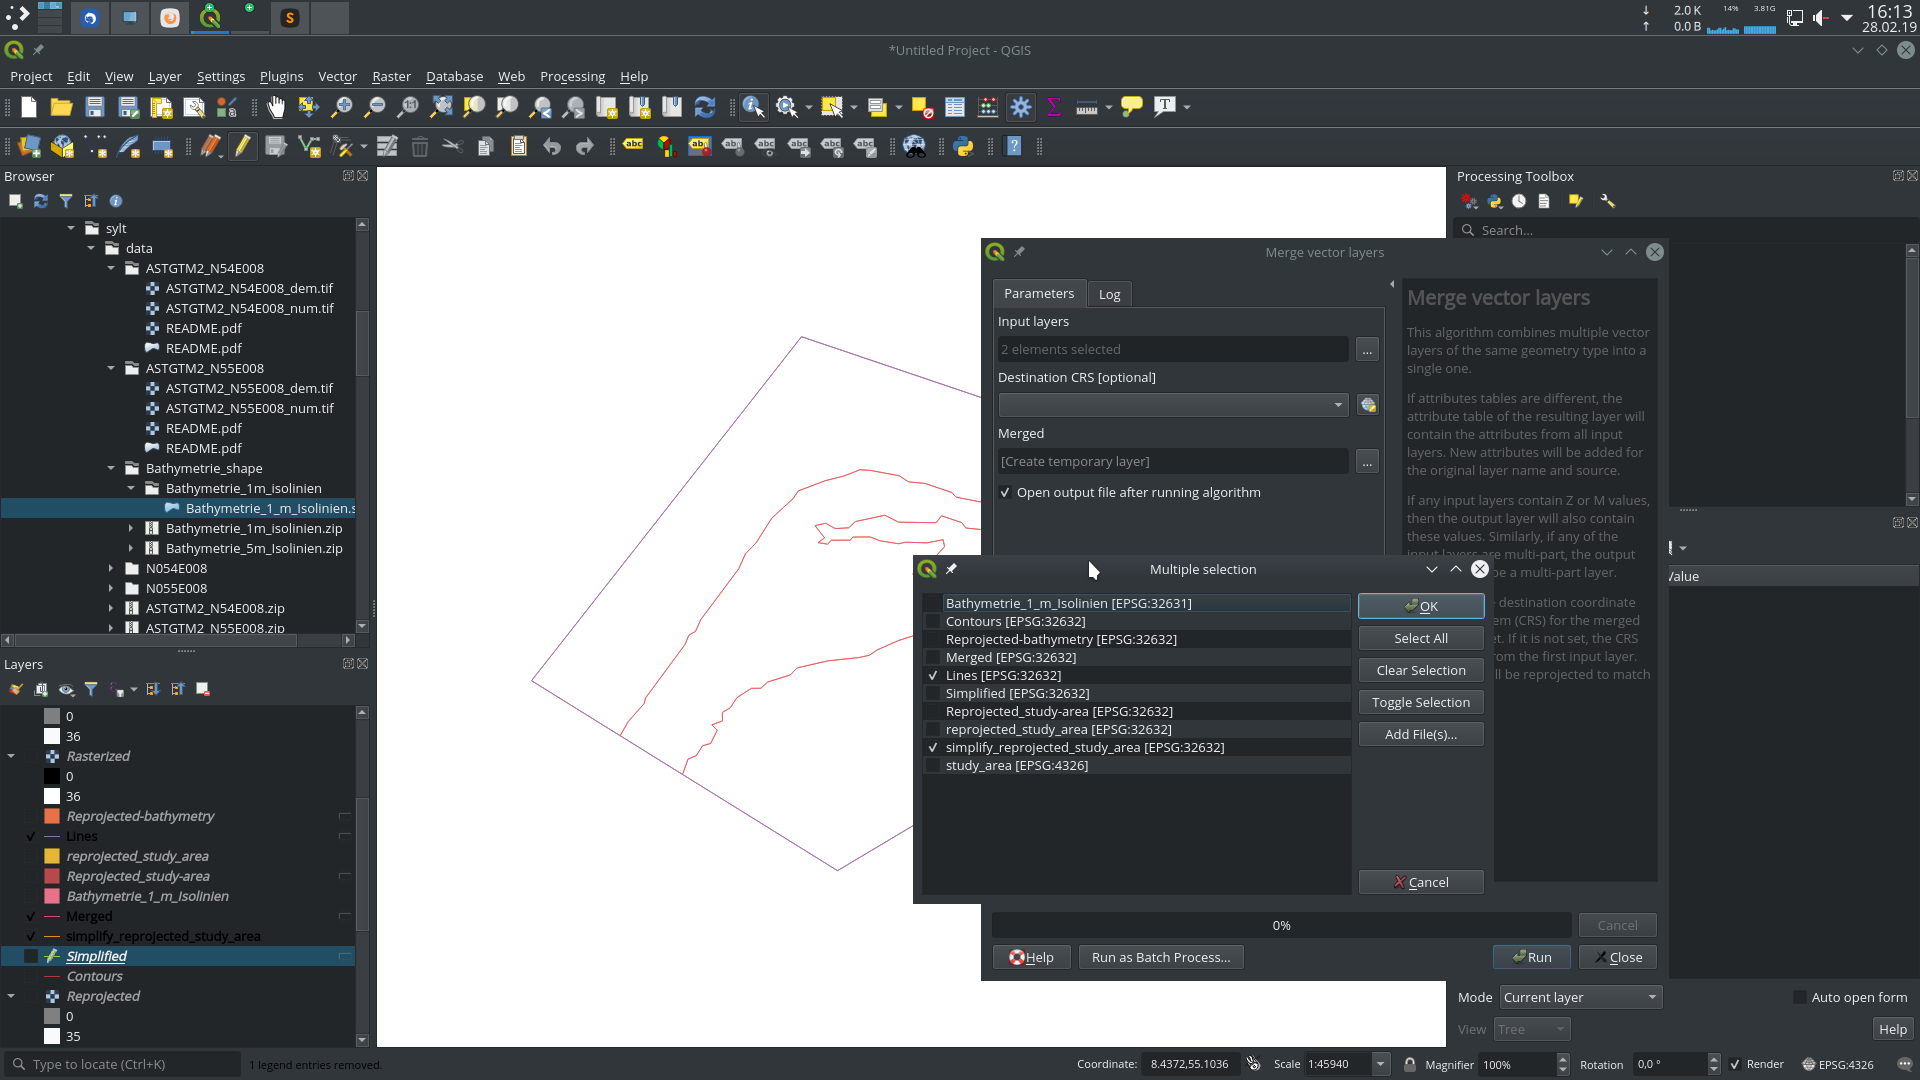 2.0 K
0.0 B
14%
3.81G
16:13
28.02.19
*Untitled Project - QGIS
Project Edit View Layer Settings Plugins Vector Raster Database Web Processing Help
Browser
sylt
data
ASTGTM2_N54E008
ASTGTM2_N54E008_dem.tif
ASTGTM2_N54E008_num.tif
README.pdf
README.pdf
ASTGTM2_N55E008
ASTGTM2_N55E008_dem.tif
ASTGTM2_N55E008_num.tif
README.pdf
README.pdf
Bathymetrie_shape
Bathymetrie_1m_isolinien
Bathymetrie_1_m_Isolinien.s
Bathymetrie_1m_isolinien.zip
Bathymetrie_5m_Isolinien.zip
N054E008
N055E008
ASTGTM2_N54E008.zip
ASTGTM2_N55E008.zip
Layers
0
36
Rasterized
0
36
Reprojected-bathymetry
Lines
reprojected_study_area
Reprojected_study-area
Bathymetrie_1_m_Isolinien
Merged
simplify_reprojected_study_area
Simplified
Contours
Reprojected
0
35
Merge vector layers
Parameters Log
Input layers
2 elements selected
...
Destination CRS [optional]
Merged
[Create temporary layer]
...
Open output file after running algorithm
Merge vector layers
This algorithm combines multiple vector
layers of the same geometry type into a
single one.
If attributes tables are different, the
attribute table of the resulting layer will
contain the attributes from all input
layers. New attributes will be added for
the original layer name and source.
If any input layers contain Z or M values,
then the output layer will also contain
these values. Similarly, if any of the
input layers are multi-part, the output
be a multi-part layer.
destination coordinate
(CRS) for the merged
If it is not set, the CRS
from the first input layer.
be reprojected to match
Multiple selection
Bathymetrie_1_m_Isolinien [EPSG:32631]
Contours [EPSG:32632]
Reprojected-bathymetry [EPSG:32632]
Merged [EPSG:32632]
Lines [EPSG:32632]
Simplified [EPSG:32632]
Reprojected_study-area [EPSG:32632]
reprojected_study_area [EPSG:32632]
simplify_reprojected_study_area [EPSG:32632]
study_area [EPSG:4326]
OK
Select All
Clear Selection
Toggle Selection
Add File(s)...
Cancel
0%
Cancel
Help Run as Batch Process... Run Close
Processing Toolbox
Search...
Value
Mode Current layer Auto open form
View Tree Help
Type to locate (Ctrl+K) 1 legend entries removed. Coordinate: 8.4372,55.1036 Scale 1:45940 Magnifier 100% Rotation 0,0 ° Render EPSG:4326